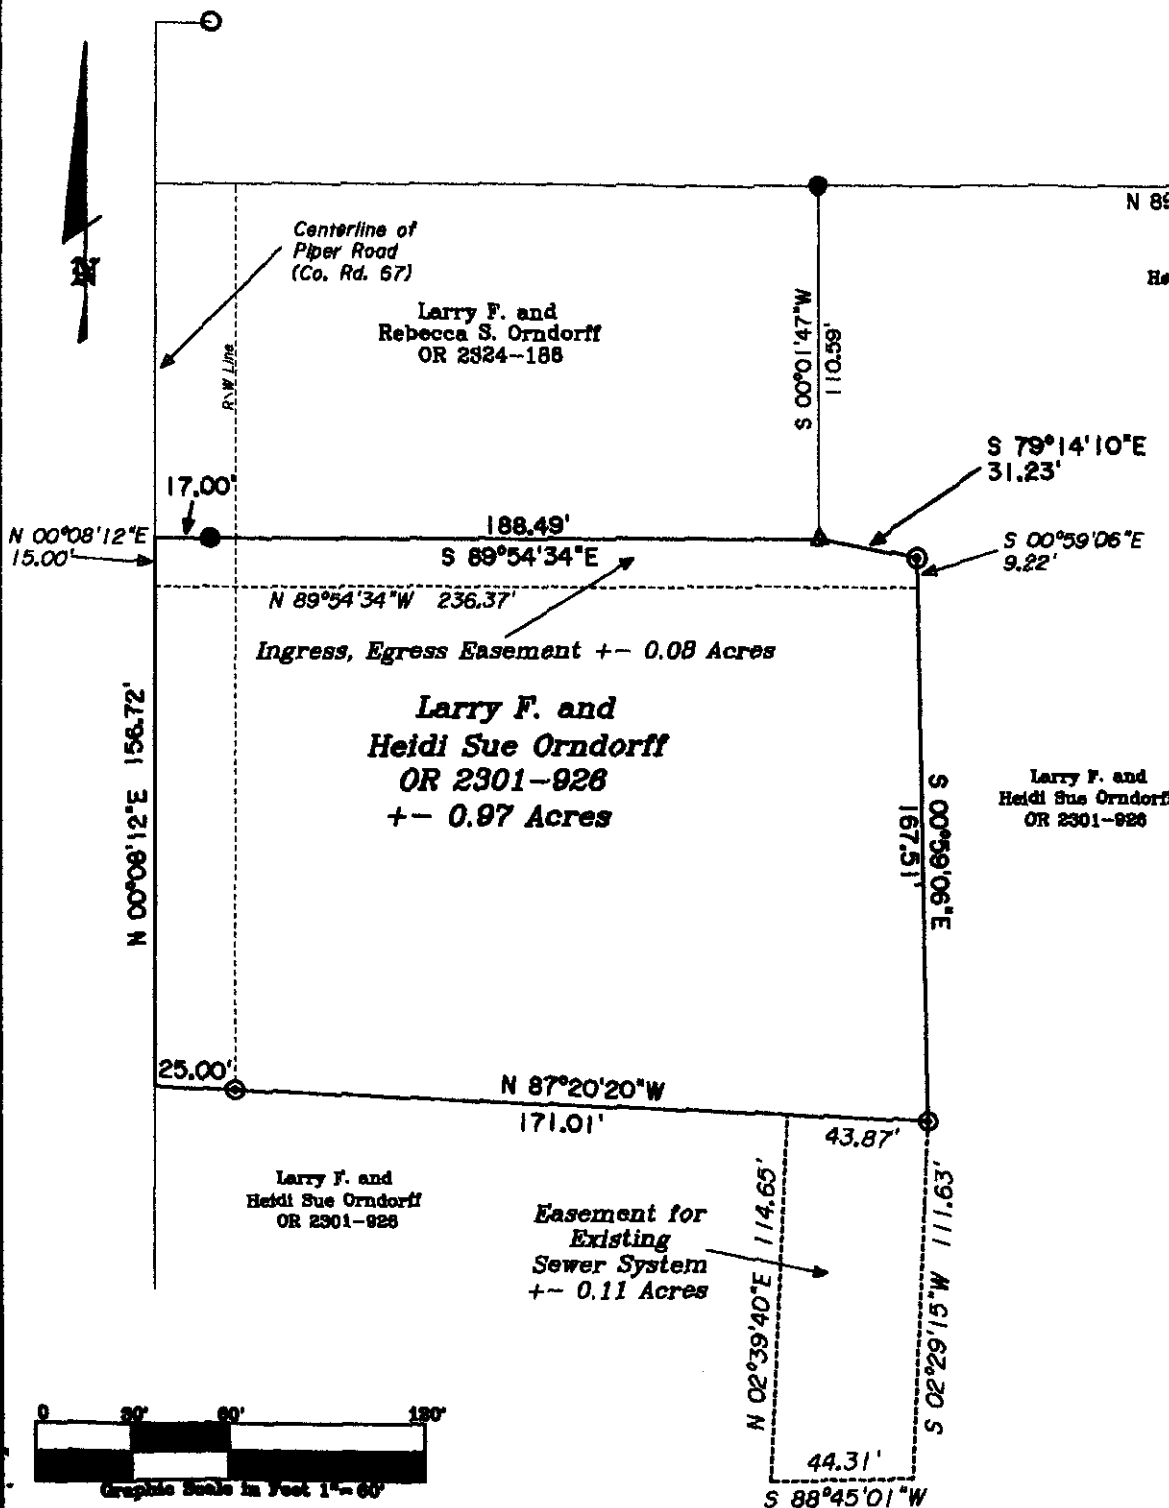 N 89
Centerline of
Piper Road
(Co. Rd. 67)
He
Larry F. and
Rebecca S. Orndorff
OR 2324-188
R\W Line
S 00°01'47"W
110.59'
N
S 79°14'10"E
31.23'
17.00'
N 00°08'12"E
15.00'
188.49'
S 89°54'34"E
S 00°59'06"E
9.22'
N 89°54'34"W 236.37'
Ingress, Egress Easement +- 0.08 Acres
Larry F. and
Heidi Sue Orndorff
OR 2301-926
+- 0.97 Acres
N 00°08'12"E 156.72'
S 00°59'06"E
167.51'
Larry F. and
Heidi Sue Orndorf
OR 2301-926
25.00'
N 87°20'20"W
171.01'
43.87'
Larry F. and
Heidi Sue Orndorff
OR 2301-926
Easement for
Existing
Sewer System
+- 0.11 Acres
N 02°39'40"E 114.65'
S 02°29'15"W 111.63'
44.31'
S 88°45'01"W
0 30' 60' 120'
Graphic Scale in Feet 1"= 60'